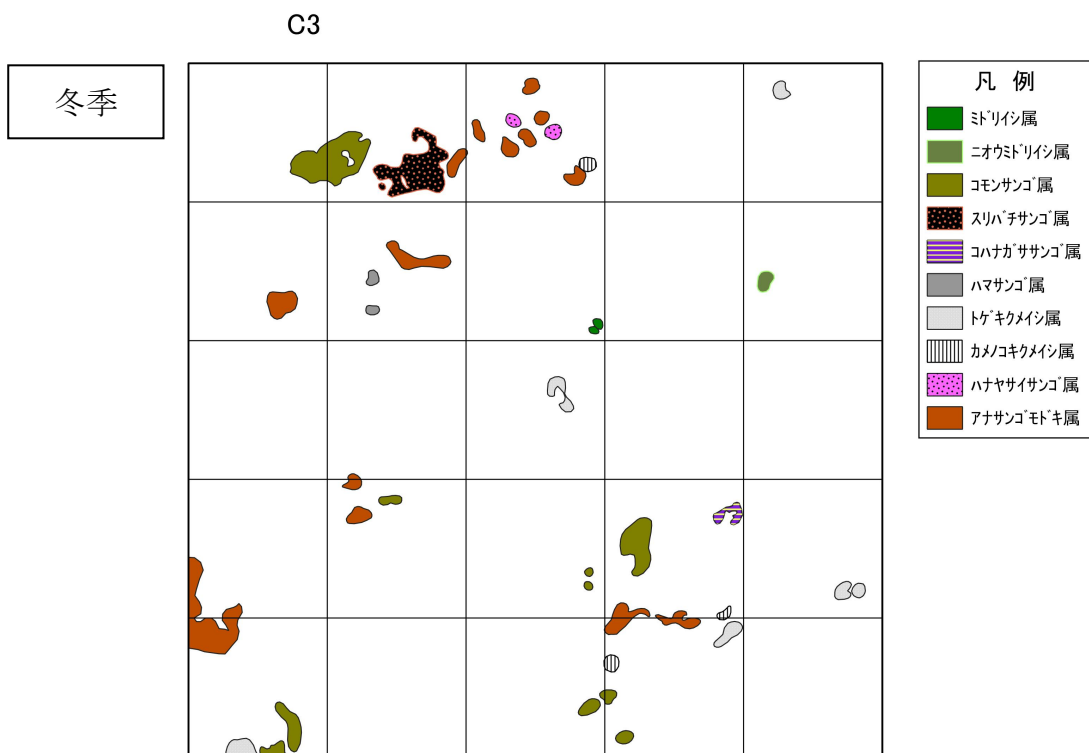 C3
冬季
凡 例
ミドリイシ属
ニオウミドリイシ属
コモンサンゴ属
スリバチサンゴ属
コハナガササンゴ属
ハマサンゴ属
トゲキクメイシ属
カメノコキクメイシ属
ハナヤサイサンゴ属
アナサンゴモドキ属